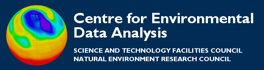 Centre for Environmental
Data Analysis
SCIENCE AND TECHNOLOGY FACILITIES COUNCIL
NATURAL ENVIRONMENT RESEARCH COUNCIL